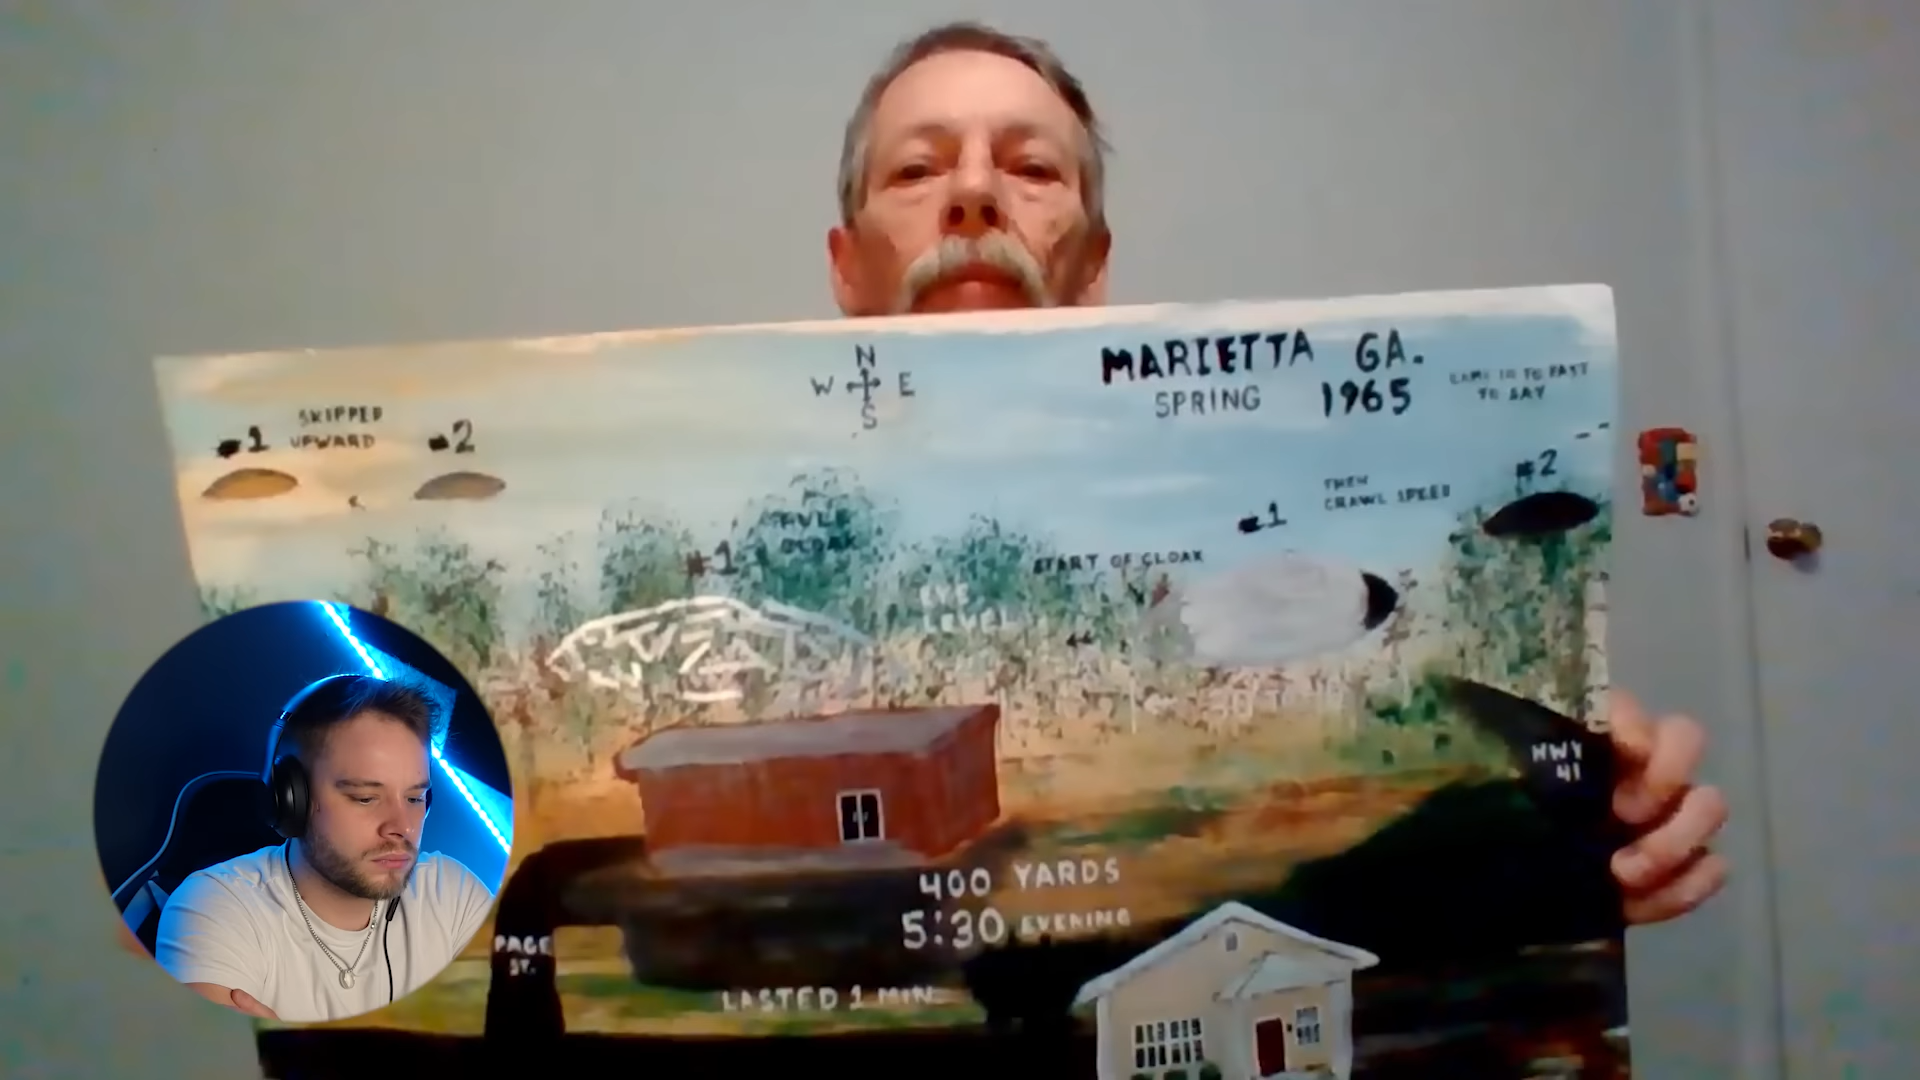 N
W E
S
MARIETTA GA.
SPRING 1965
CAME IN TO FAST
TO SAY
#1 SKIPPED
UPWARD #2
#2
THEN
CRAWL SPEED
#1
#1
CLOAK
START OF CLOAK
EYE
LEVEL
HWY
41
400 YARDS
5:30 EVENING
PAGE
ST.
LASTED 1 MIN